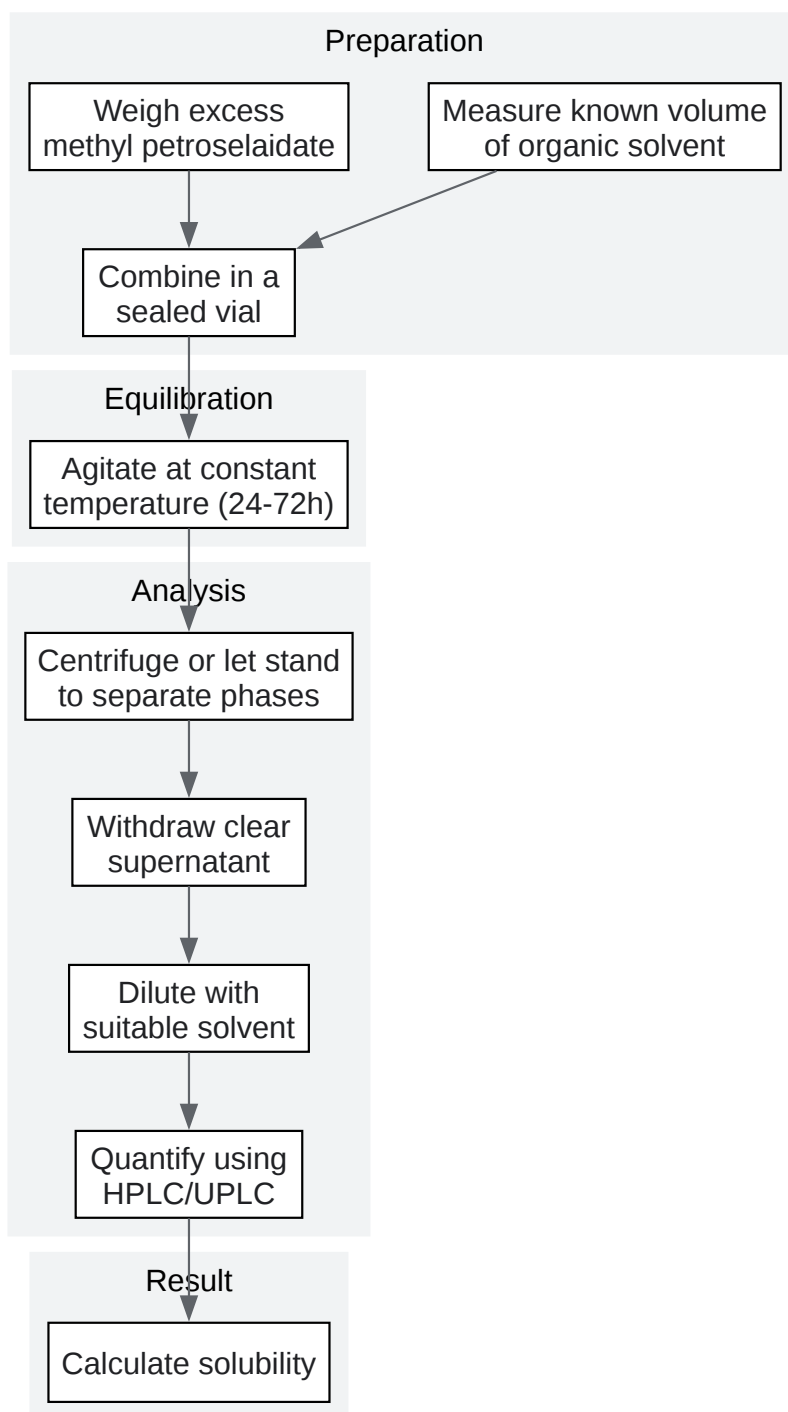 Preparation
Weigh excess
methyl petroselaidate
Measure known volume
of organic solvent
Combine in a
sealed vial
Equilibration
Agitate at constant
temperature (24-72h)
Analysis
Centrifuge or let stand
to separate phases
Withdraw clear
supernatant
Dilute with
suitable solvent
Quantify using
HPLC/UPLC
Result
Calculate solubility